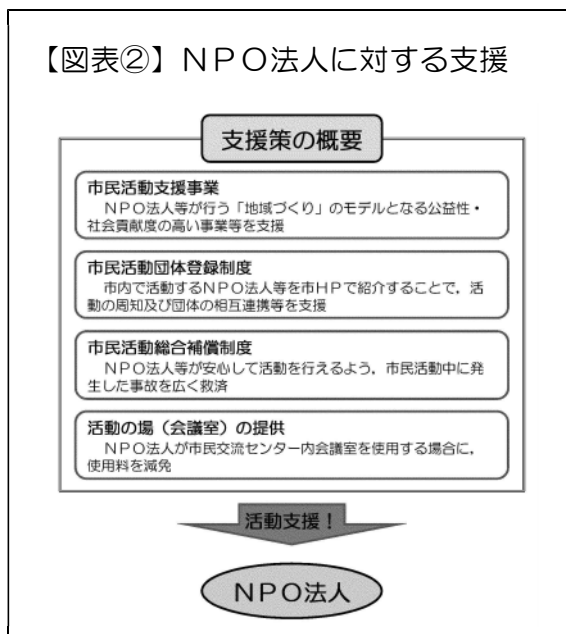 【図表②】ＮＰＯ法人に対する支援
支援策の概要
市民活動支援事業
ＮＰＯ法人等が行う「地域づくり」のモデルとなる公益性・
社会貢献度の高い事業等を支援
市民活動団体登録制度
市内で活動するＮＰＯ法人等を市ＨＰで紹介することで，活
動の周知及び団体の相互連携等を支援
市民活動総合補償制度
ＮＰＯ法人等が安心して活動を行えるよう，市民活動中に発
生した事故を広く救済
活動の場（会議室）の提供
ＮＰＯ法人が市民交流センター内会議室を使用する場合に，
使用料を減免
活動支援！
ＮＰＯ法人